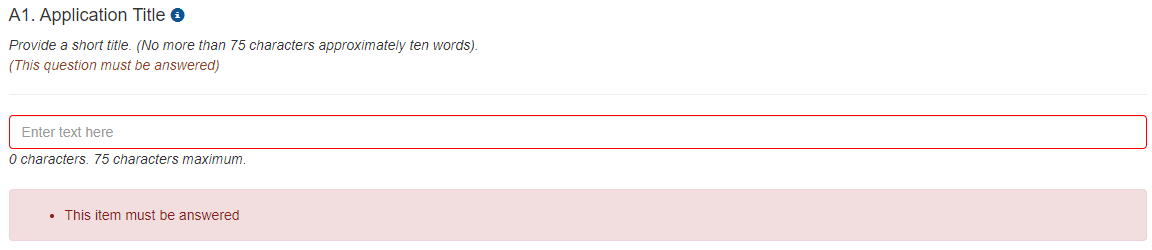 A1. Application Title
Provide a short title. (No more than 75 characters approximately ten words).
(This question must be answered)
Enter text here
0 characters. 75 characters maximum.
• This item must be answered